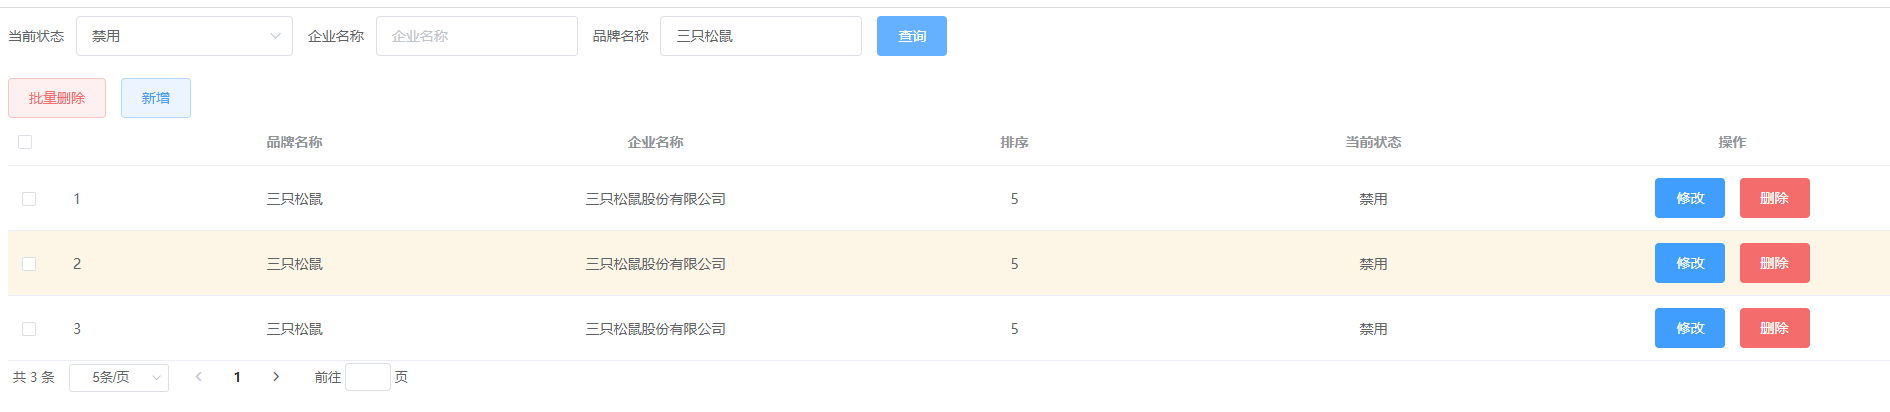 当前状态 禁用 企业名称 企业名称 品牌名称 三只松鼠 查询
批量删除 新增
品牌名称 企业名称 排序 当前状态 操作
1 三只松鼠 三只松鼠股份有限公司 5 禁用 修改 删除
2 三只松鼠 三只松鼠股份有限公司 5 禁用 修改 删除
3 三只松鼠 三只松鼠股份有限公司 5 禁用 修改 删除
共 3 条 5条/页 1 前往 页